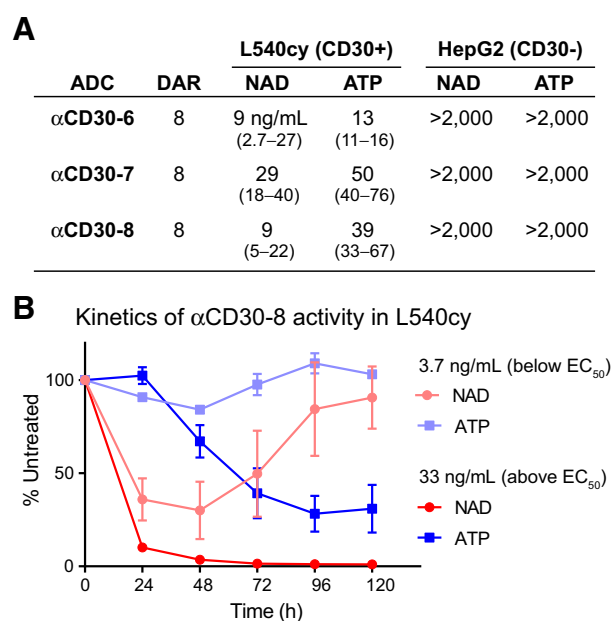 A
L540cy (CD30+) HepG2 (CD30-)
ADC DAR NAD ATP NAD ATP
αCD30-6 8 9 ng/mL 13 >2,000 >2,000
(2.7–27) (11–16)
αCD30-7 8 29 50 >2,000 >2,000
(18–40) (40–76)
αCD30-8 8 9 39 >2,000 >2,000
(5–22) (33–67)
B
Kinetics of αCD30-8 activity in L540cy
% Untreated
100
50
0
0 24 48 72 96 120
Time (h)
3.7 ng/mL (below EC50)
NAD
ATP
33 ng/mL (above EC50)
NAD
ATP